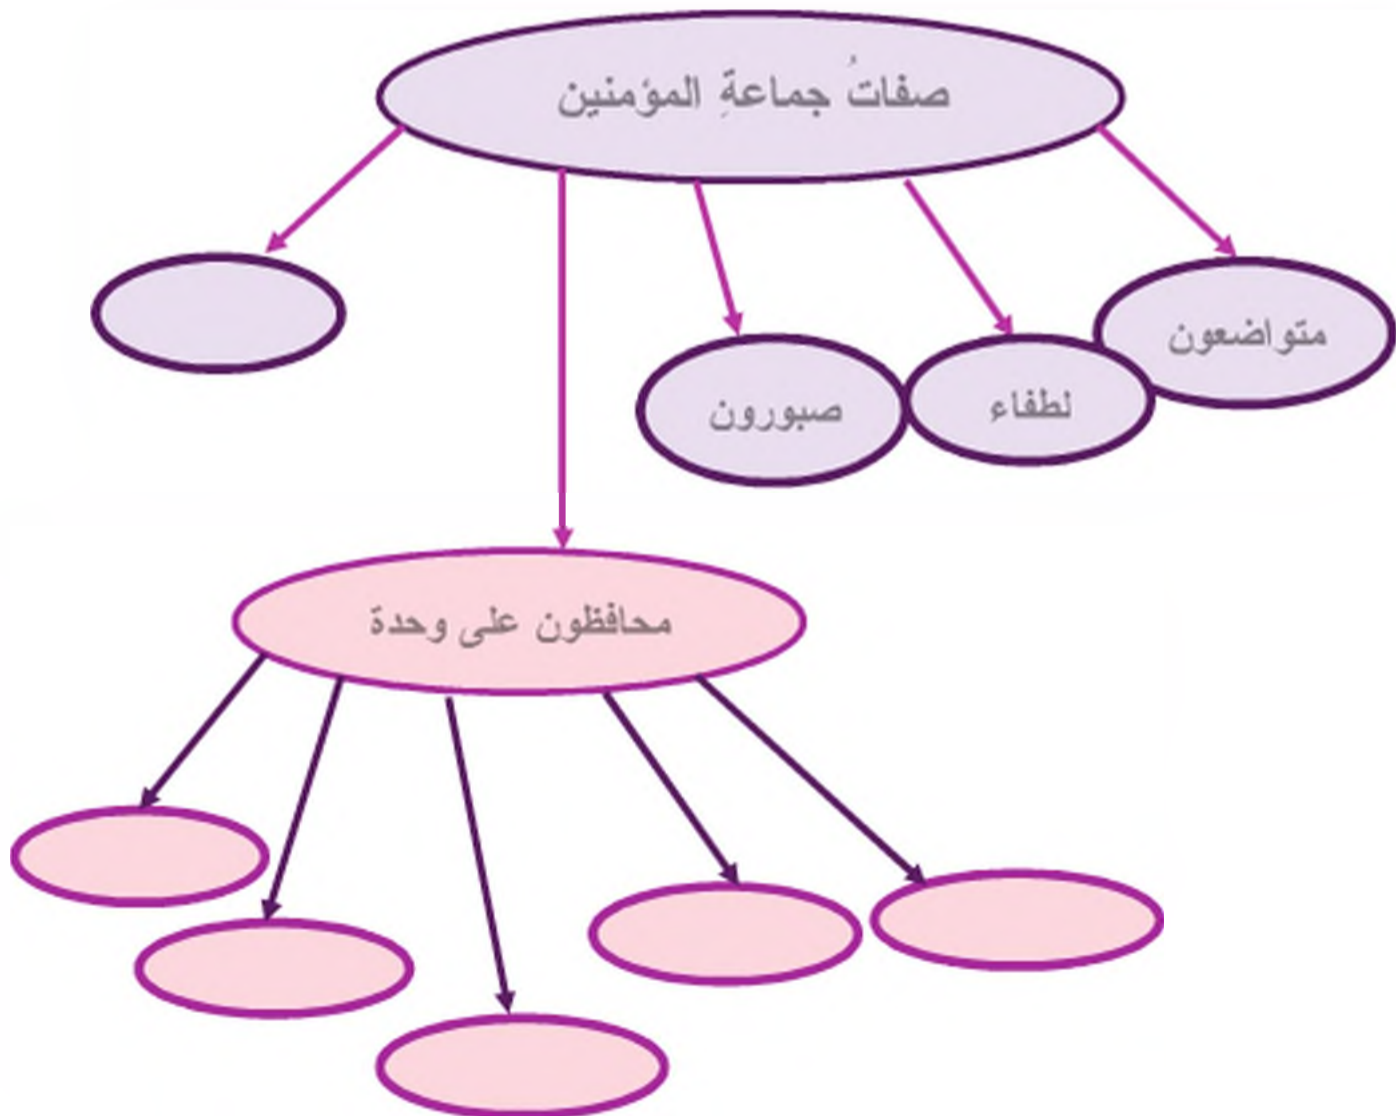 صفاتُ جماعةِ المؤمنين
متواضعون
لطفاء
صبورون
محافظون على وحدة